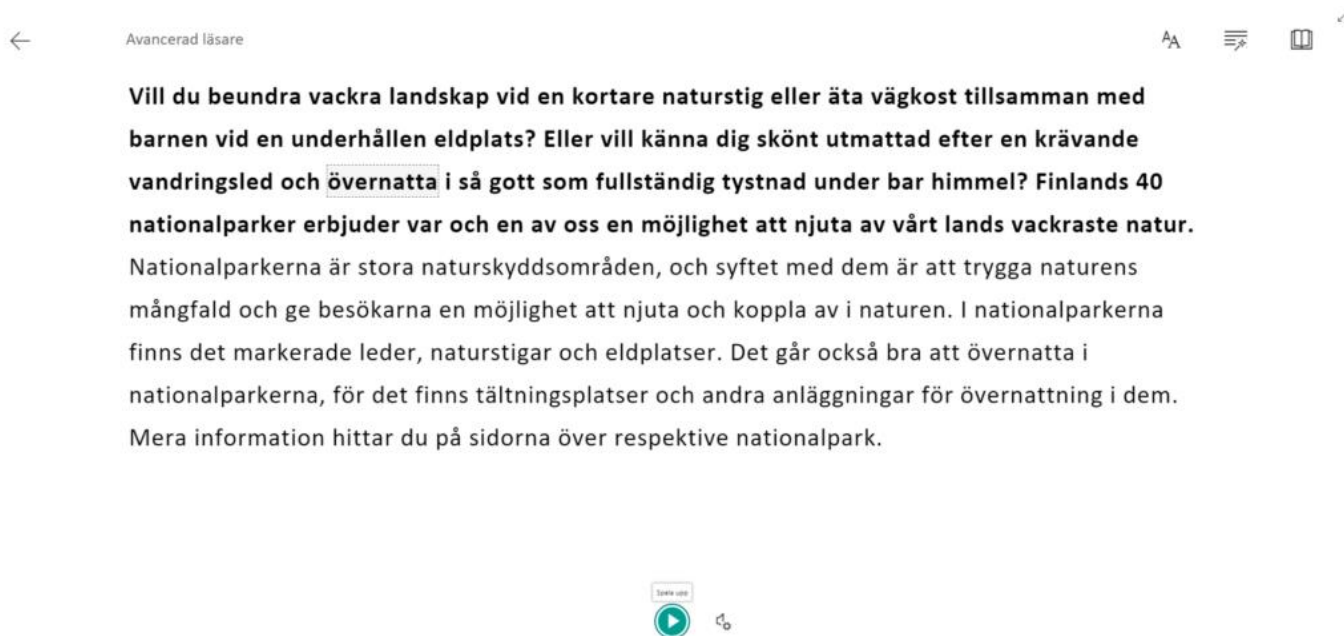 Avancerad läsare
Vill du beundra vackra landskap vid en kortare naturstig eller äta vägkost tillsamman med
barnen vid en underhållen eldplats? Eller vill känna dig skönt utmattad efter en krävande
vandringsled och övernatta i så gott som fullständig tystnad under bar himmel? Finlands 40
nationalparker erbjuder var och en av oss en möjlighet att njuta av vårt lands vackraste natur.
Nationalparkerna är stora naturskyddsområden, och syftet med dem är att trygga naturens
mångfald och ge besökarna en möjlighet att njuta och koppla av i naturen. I nationalparkerna
finns det markerade leder, naturstigar och eldplatser. Det går också bra att övernatta i
nationalparkerna, för det finns tältningsplatser och andra anläggningar för övernattning i dem.
Mera information hittar du på sidorna över respektive nationalpark.
Spela upp